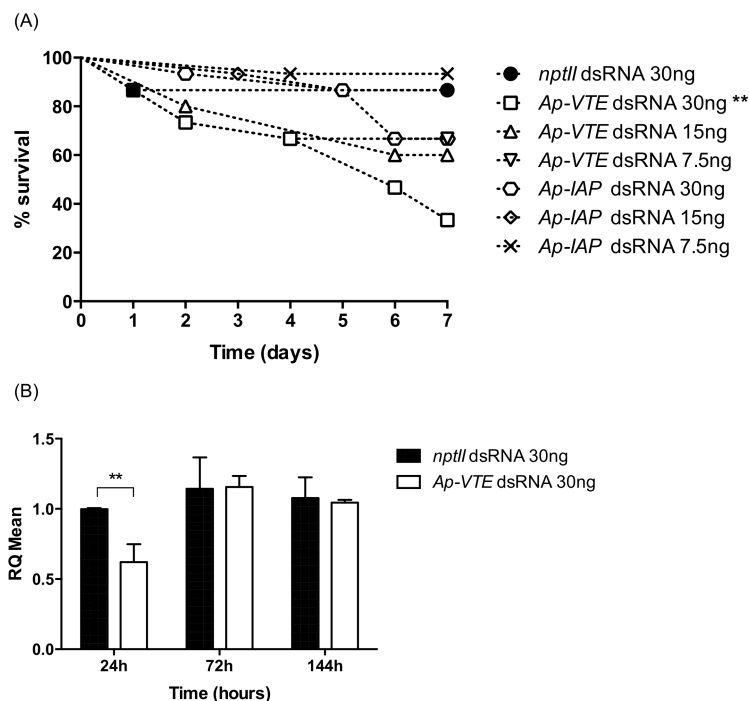 (A)
100
80
60
40
20
0
% survival
0 1 2 3 4 5 6 7
Time (days)
nptII dsRNA 30ng
Ap-VTE dsRNA 30ng **
Ap-VTE dsRNA 15ng
Ap-VTE dsRNA 7.5ng
Ap-IAP dsRNA 30ng
Ap-IAP dsRNA 15ng
Ap-IAP dsRNA 7.5ng
(B)
1.5
1.0
0.5
0.0
RQ Mean
**
24h 72h 144h
Time (hours)
nptII dsRNA 30ng
Ap-VTE dsRNA 30ng